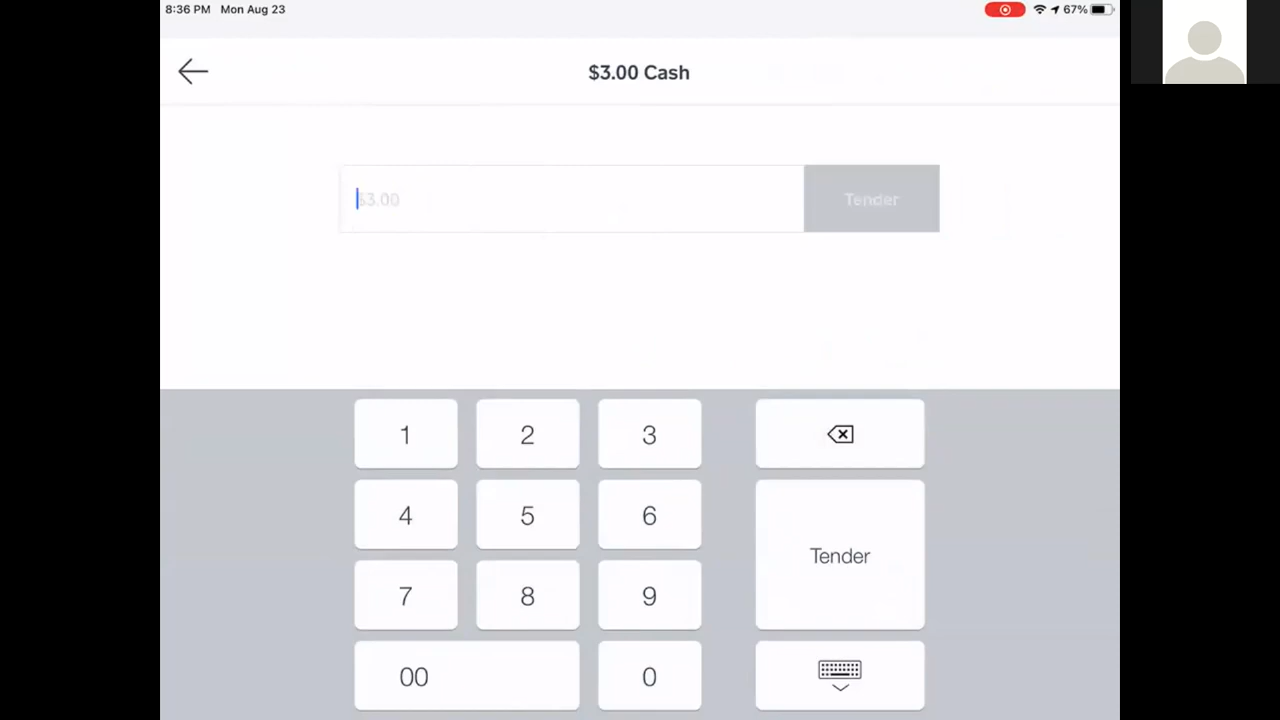 8:36 PM Mon Aug 23
67%
$3.00 Cash
$3.00
Tender
1 2 3
4 5 6
Tender
7 8 9
00 0